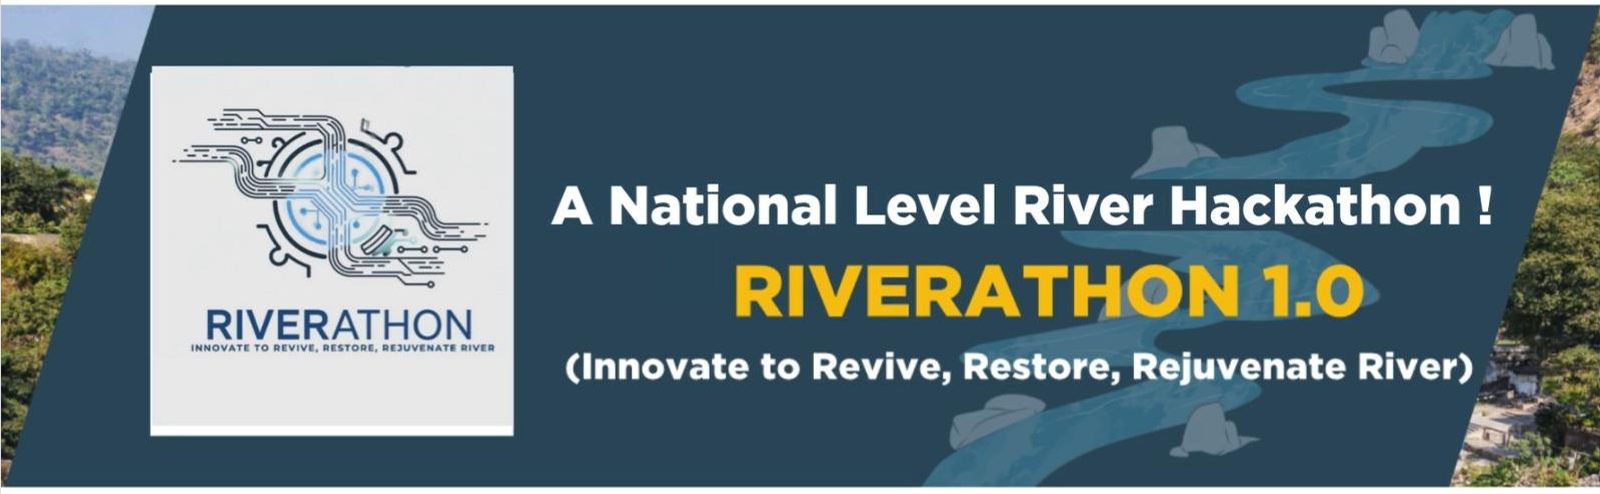 RIVERATHON
INNOVATE TO REVIVE, RESTORE, REJUVENATE RIVER
A National Level River Hackathon !
RIVERATHON 1.0
(Innovate to Revive, Restore, Rejuvenate River)